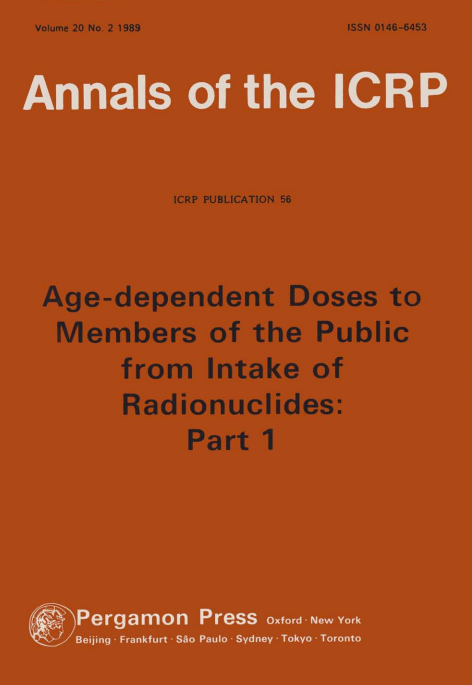 Volume 20 No. 2 1989 ISSN 0146-6453
Annals of the ICRP
ICRP PUBLICATION 56
Age-dependent Doses to
Members of the Public
from Intake of
Radionuclides:
Part 1
Pergamon Press Oxford · New York
Beijing · Frankfurt · São Paulo · Sydney · Tokyo · Toronto